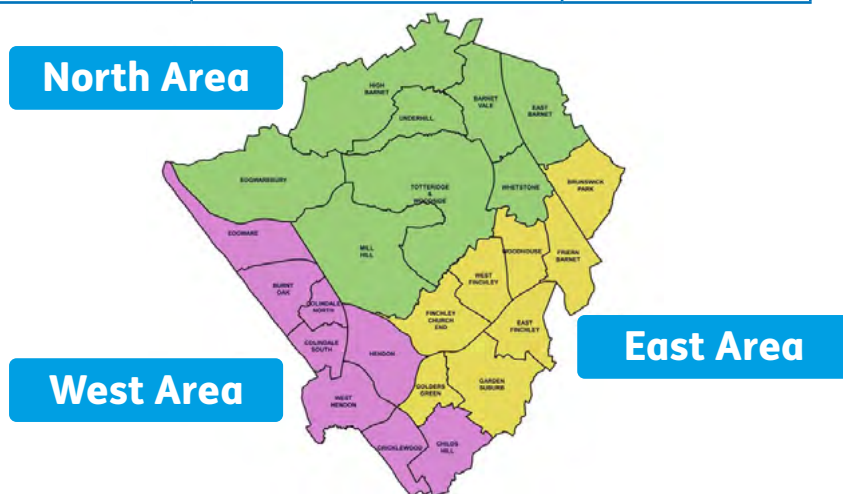 North Area
HIGH
BARNET
BARNET
VALE
EAST
BARNET
UNDERHILL
EDGWAREBURY
TOTTERIDGE
&
WOODSIDE
WHETSTONE
BRUNSWICK
PARK
EDGWARE
MILL
HILL
WOODHOUSE
FRIERN
BARNET
WEST
FINCHLEY
BURNT
OAK
COLINDALE
NORTH
FINCHLEY
CHURCH
END
EAST
FINCHLEY
COLINDALE
SOUTH
HENDON
East Area
West Area
GOLDERS
GREEN
GARDEN
SUBURB
WEST
HENDON
CRICKLEWOOD
CHILDS
HILL